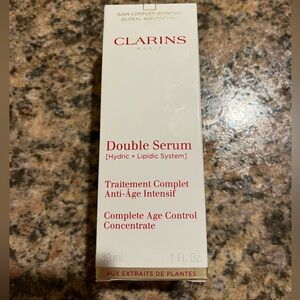 SOIN COMPLET JEUNESSE
GLOBAL AGE
CLARINS
PARIS
Double Serum
[Hydric + Lipidic System]
Traitement Complet
Anti-Âge Intensif
Complete Age Control
Concentrate
30 mL 1 Fl. Oz.
AUX EXTRAITS DE PLANTES